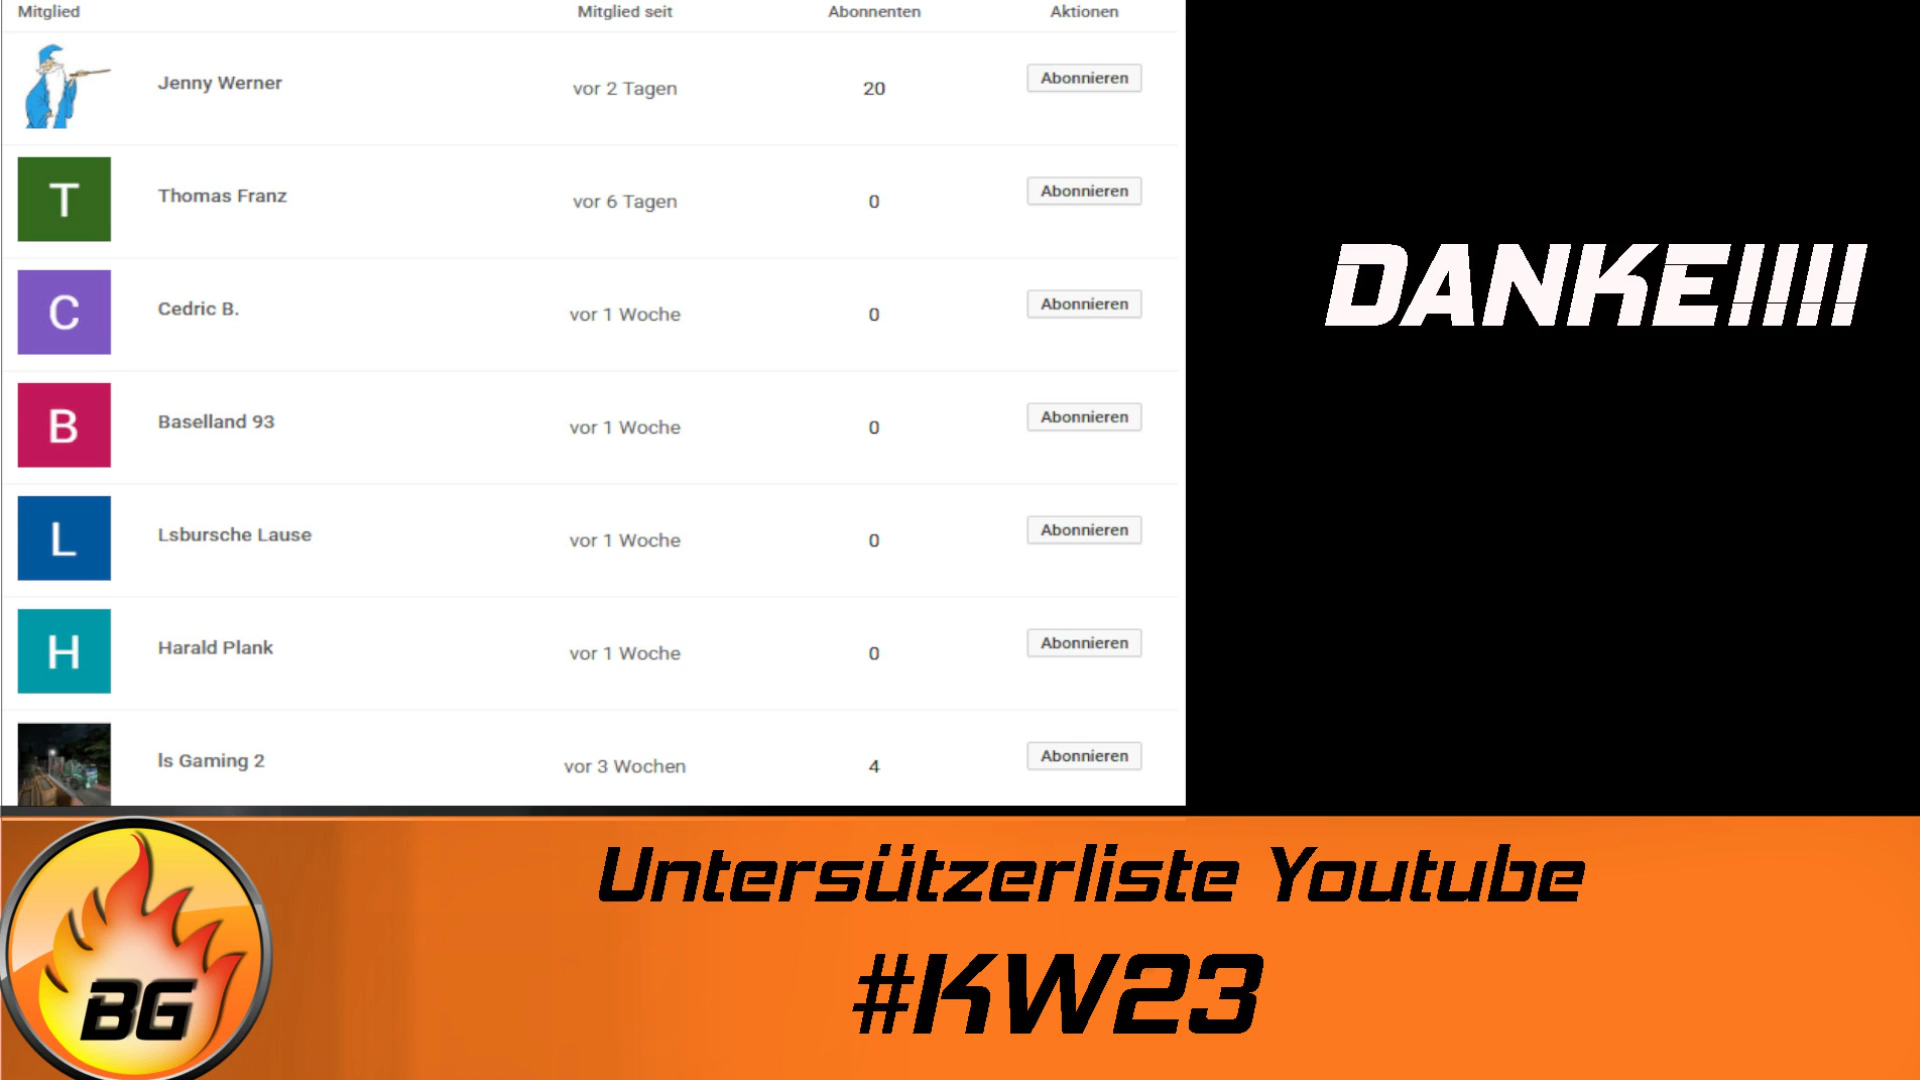 Mitglied Mitglied seit Abonnenten Aktionen
Jenny Werner vor 2 Tagen 20 Abonnieren
T Thomas Franz vor 6 Tagen 0 Abonnieren
C Cedric B. vor 1 Woche 0 Abonnieren
B Baselland 93 vor 1 Woche 0 Abonnieren
L Lsbursche Lause vor 1 Woche 0 Abonnieren
H Harald Plank vor 1 Woche 0 Abonnieren
ls Gaming 2 vor 3 Wochen 4 Abonnieren
DANKE!!!!
Untersützerliste Youtube
#KW23
BG